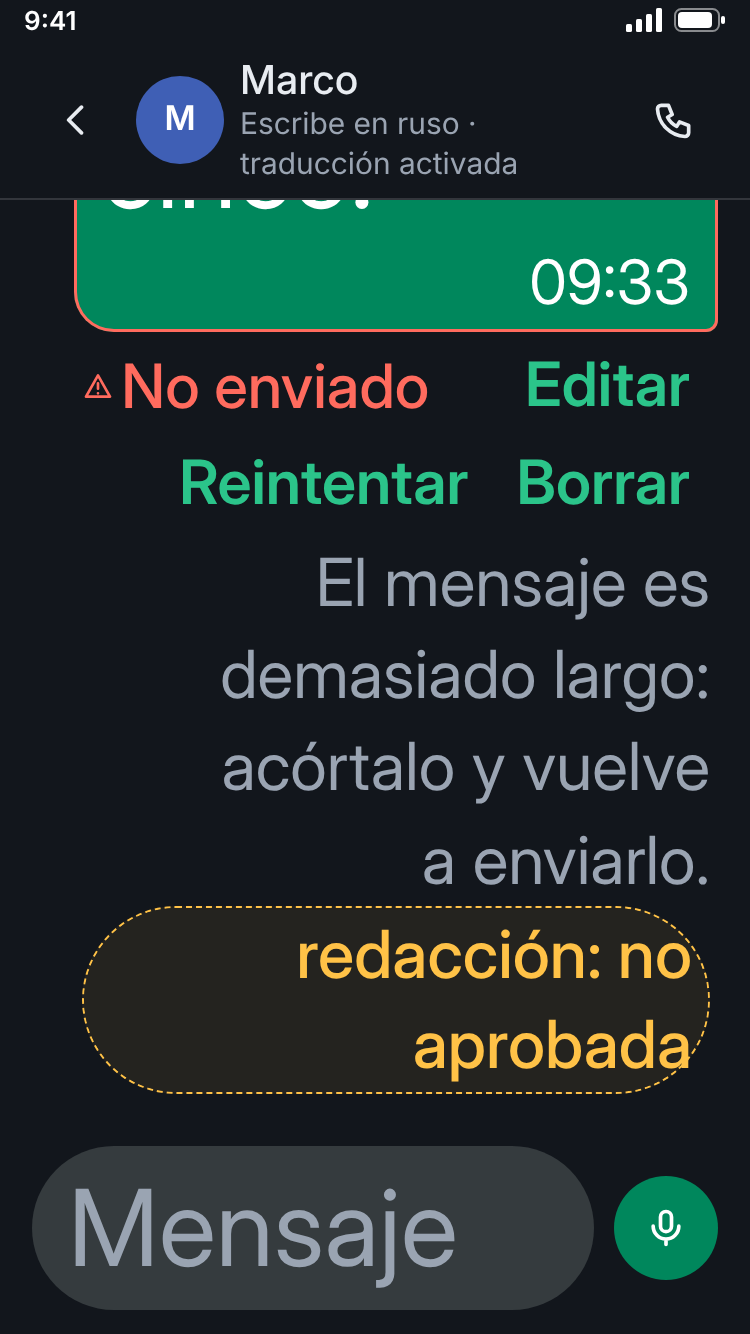 9:41
Marco
M
Escribe en ruso ·
traducción activada
09:33
No enviado
Editar
Reintentar
Borrar
El mensaje es
demasiado largo:
acórtalo y vuelve
a enviarlo.
redacción: no
aprobada
Mensaje